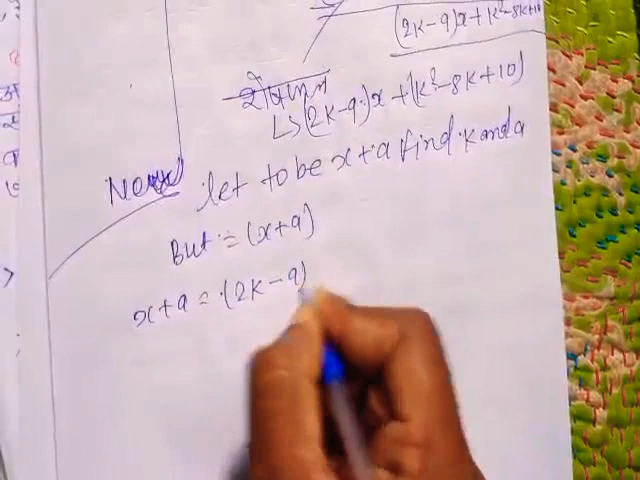 (2k-9)x+k²-8k+10
शेषफल
↳(2k-9)x+(k²-8k+10)
Now let to be x+a find k and a
But = (x+a)
x+a = (2k-9)